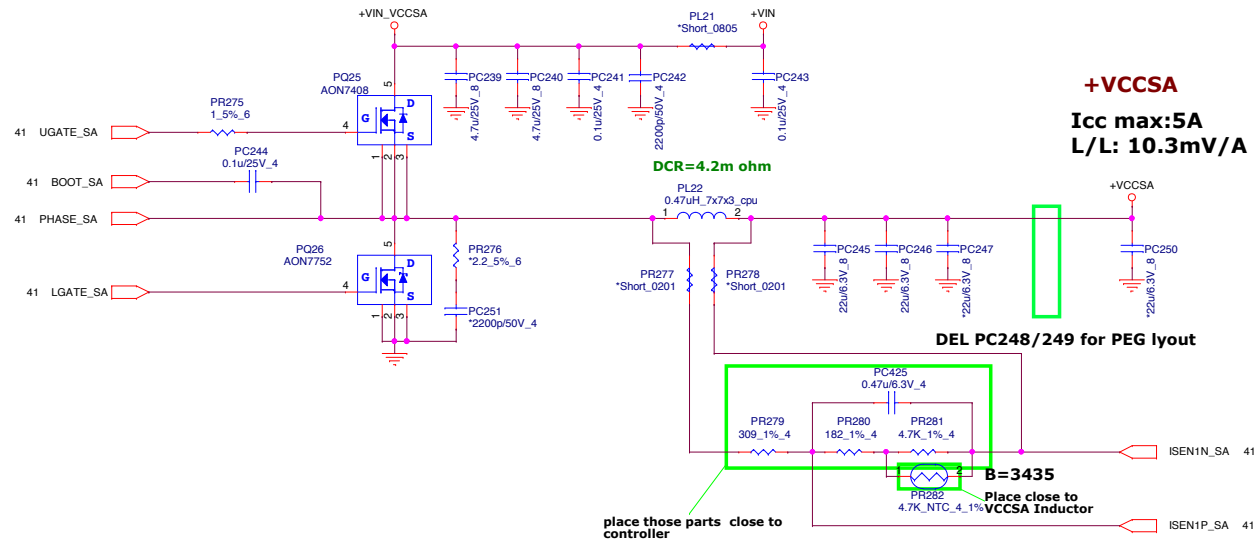 +VIN_VCCSA
PL21
*Short_0805
+VIN
PQ25
AON7408
5
D
G
S
4
1
2
3
PR275
1_5%_6
41 UGATE_SA
PC244
0.1u/25V_4
41 BOOT_SA
41 PHASE_SA
41 LGATE_SA
PC239
4.7u/25V_8
PC240
4.7u/25V_8
PC241
0.1u/25V_4
PC242
2200p/50V_4
PC243
0.1u/25V_4
+VCCSA
Icc max:5A
L/L: 10.3mV/A
DCR=4.2m ohm
PL22
0.47uH_7x7x3_cpu
1
2
+VCCSA
PQ26
AON7752
5
D
G
S
4
1
2
3
PR276
*2.2_5%_6
PC251
*2200p/50V_4
PR277
*Short_0201
PR278
*Short_0201
PC245
22u/6.3V_8
PC246
22u/6.3V_8
PC247
*22u/6.3V_8
PC250
*22u/6.3V_8
DEL PC248/249 for PEG lyout
PC425
0.47u/6.3V_4
PR279
309_1%_4
PR280
182_1%_4
PR281
4.7K_1%_4
ISEN1N_SA 41
1
2
B=3435
PR282
4.7K_NTC_4_1%
Place close to
VCCSA Inductor
place those parts close to
controller
ISEN1P_SA 41